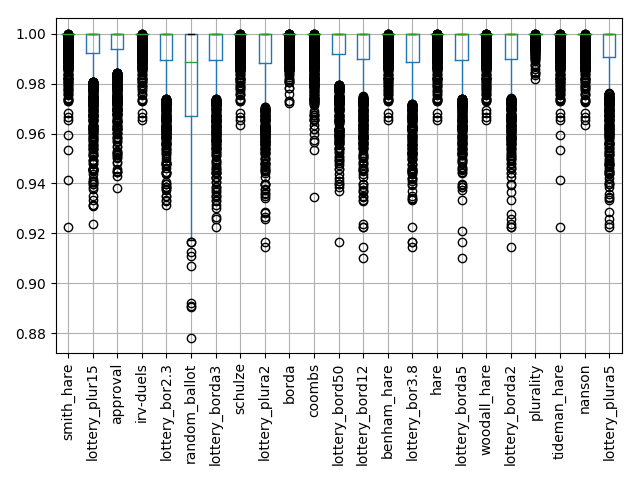 1.00
0.98
0.96
0.94
0.92
0.90
0.88
smith_hare
lottery_plur15
approval
irv-duels
lottery_bor2.3
random_ballot
lottery_borda3
schulze
lottery_plura2
borda
coombs
lottery_bord50
lottery_bord12
benham_hare
lottery_bor3.8
hare
lottery_borda5
woodall_hare
lottery_borda2
plurality
tideman_hare
nanson
lottery_plura5